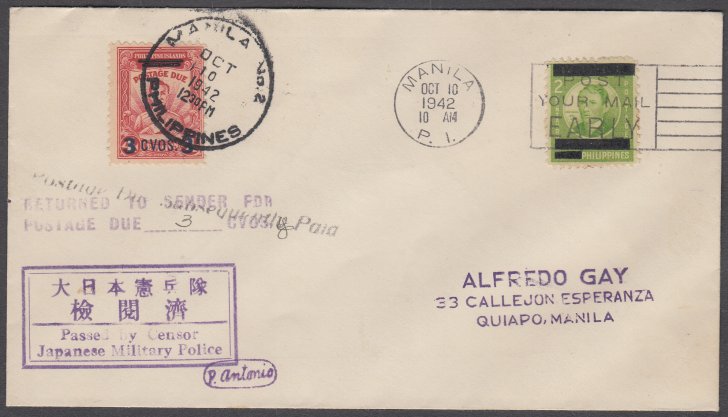 MANILA No. 2
OCT
10
1942
1230PM
PHILIPPINES
PHILIPPINE ISLANDS
POSTAGE DUE
3 CVOS. 3
MANILA
OCT 10
1942
10 AM
P. I.
POST
YOUR MAIL
EARLY
2
PHILIPPINES
Postage Due Subsequently Paid
RETURNED TO SENDER FOR
POSTAGE DUE 3 CVOS.
大日本憲兵隊
檢閲濟
Passed by Censor
Japanese Military Police
P. Antonio
ALFREDO GAY
33 CALLEJON ESPERANZA
QUIAPO, MANILA